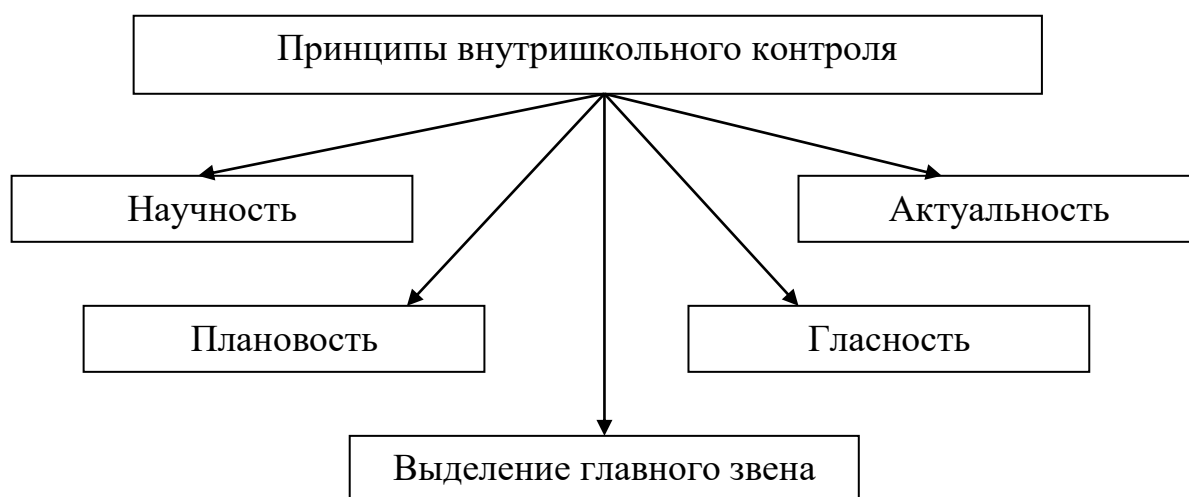 Принципы внутришкольного контроля
Научность
Актуальность
Плановость
Гласность
Выделение главного звена